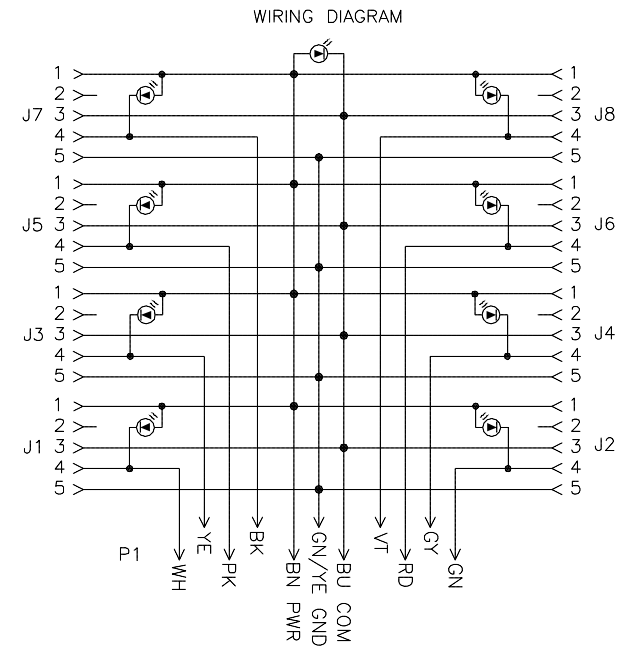 WIRING DIAGRAM
1 1
2 2
J7 3 3 J8
4 4
5 5
1 1
2 2
J5 3 3 J6
4 4
5 5
1 1
2 2
J3 3 3 J4
4 4
5 5
1 1
2 2
J1 3 3 J2
4 4
5 5
P1
WH
YE
PK
BK
BN PWR
GN/YE GND
BU COM
VT
RD
GY
GN